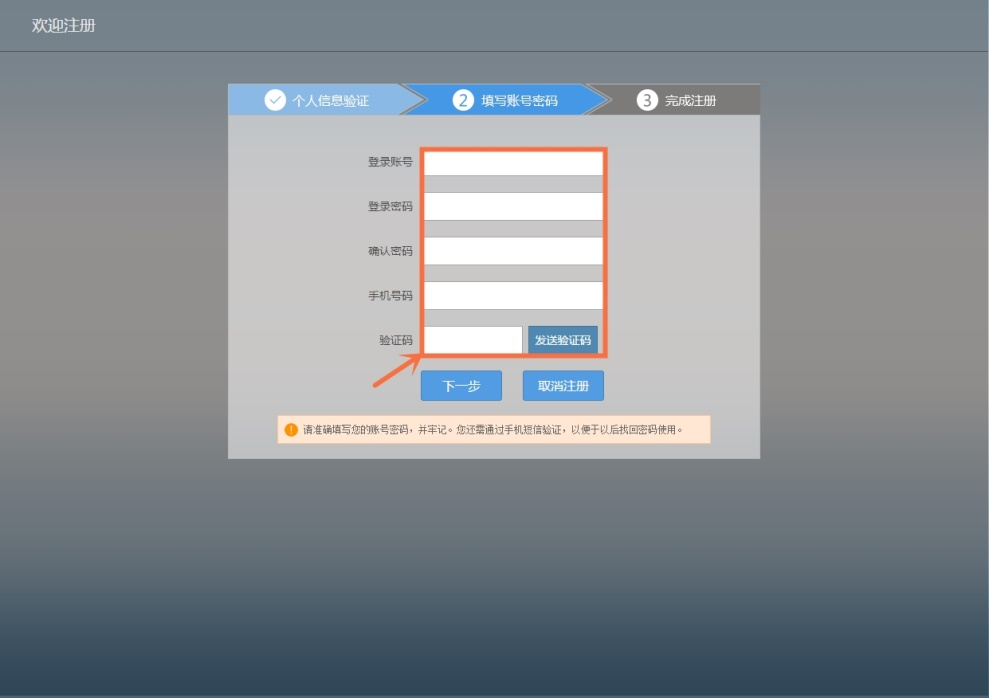 欢迎注册
个人信息验证 2 填写账号密码 3 完成注册
登录账号
登录密码
确认密码
手机号码
验证码 发送验证码
下一步 取消注册
! 请准确填写您的账号密码，并牢记。您还需通过手机短信验证，以便于以后找回密码使用。